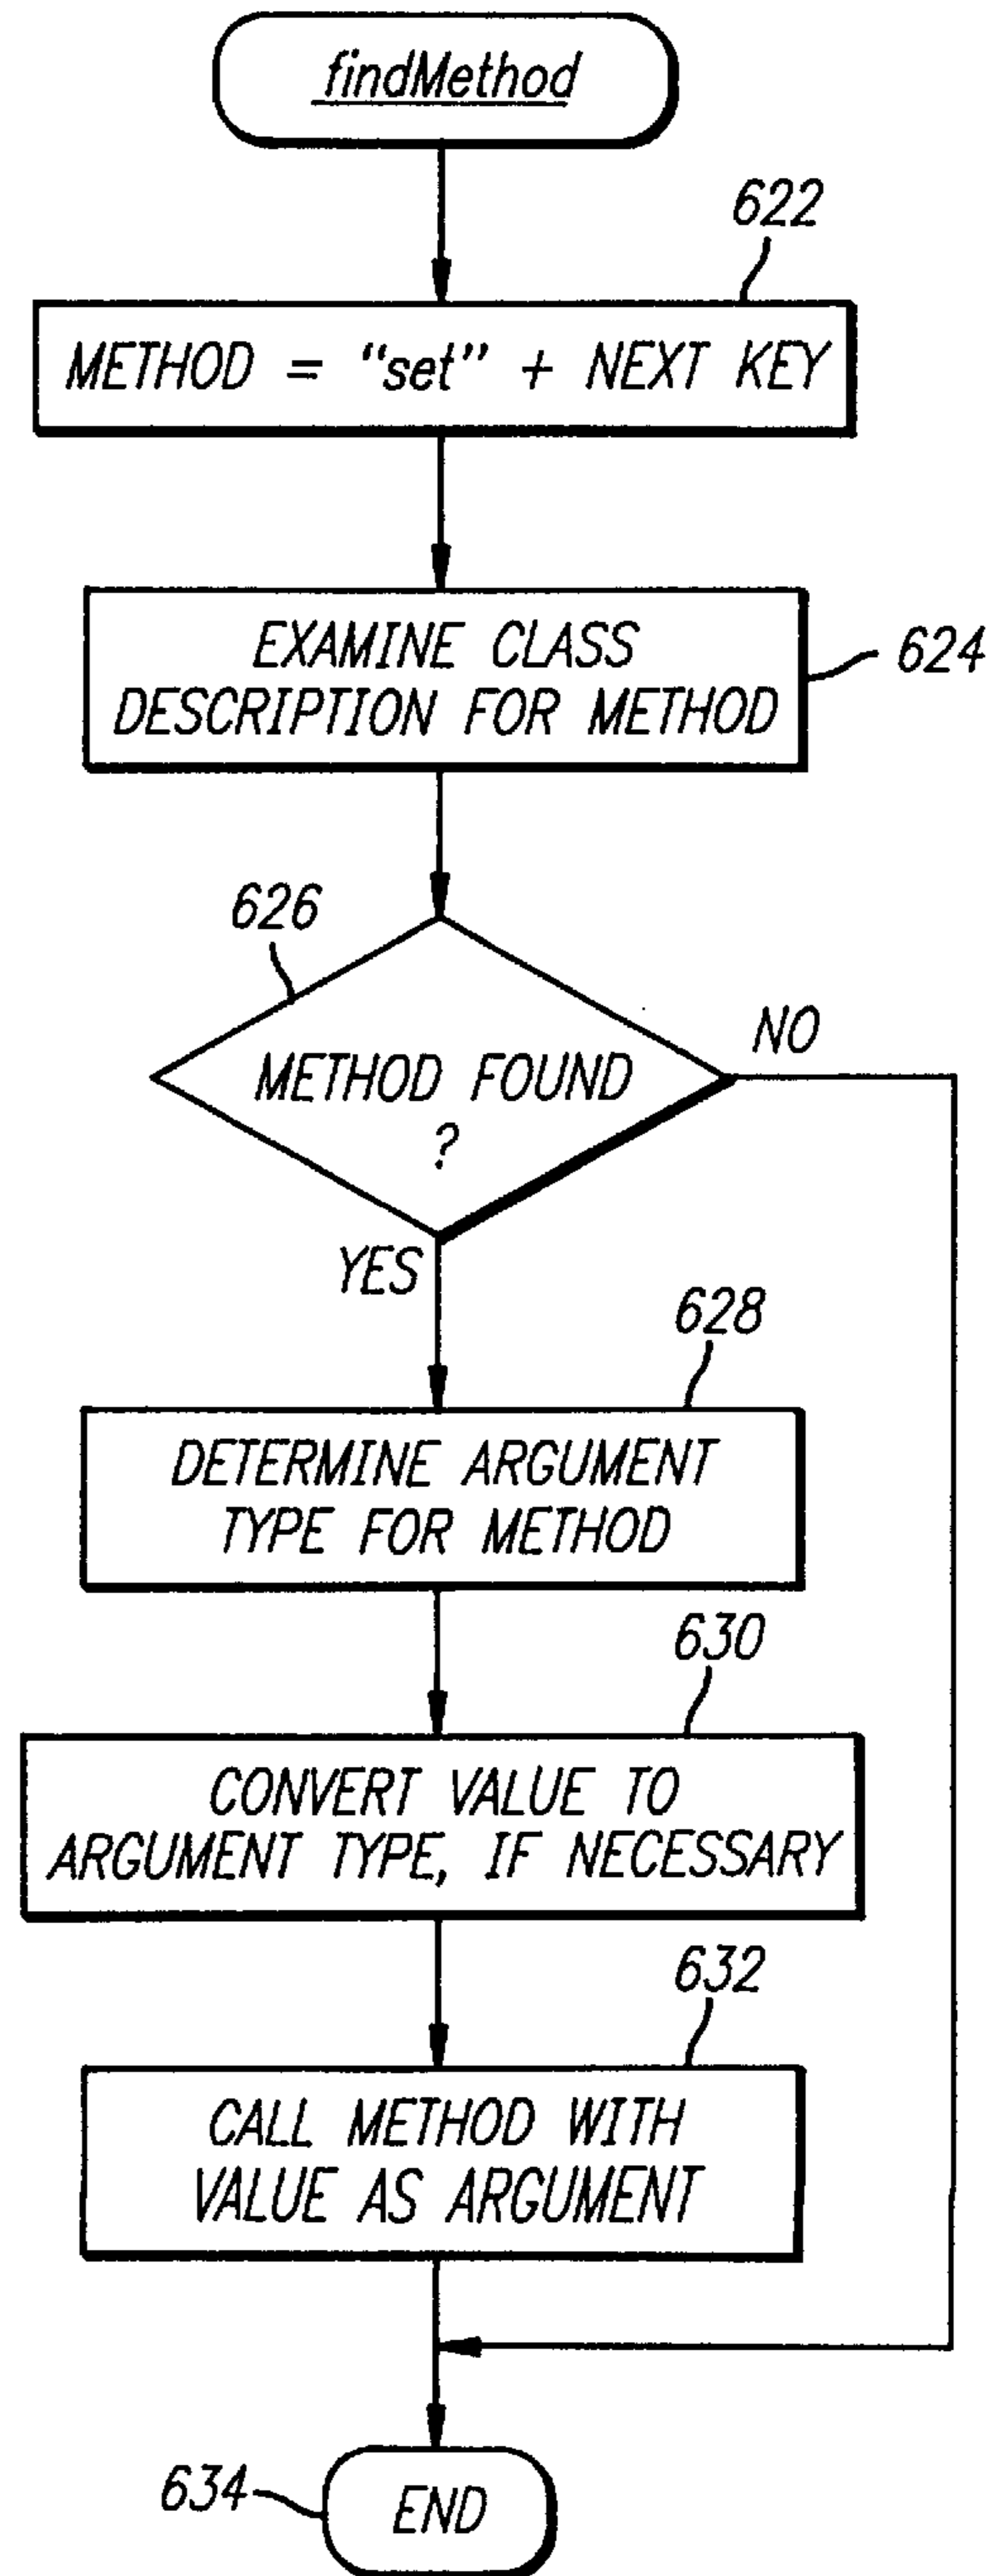 findMethod
622
METHOD = “set” + NEXT KEY
EXAMINE CLASS
DESCRIPTION FOR METHOD
624
626
METHOD FOUND
?
NO
YES
628
DETERMINE ARGUMENT
TYPE FOR METHOD
630
CONVERT VALUE TO
ARGUMENT TYPE, IF NECESSARY
632
CALL METHOD WITH
VALUE AS ARGUMENT
634
END